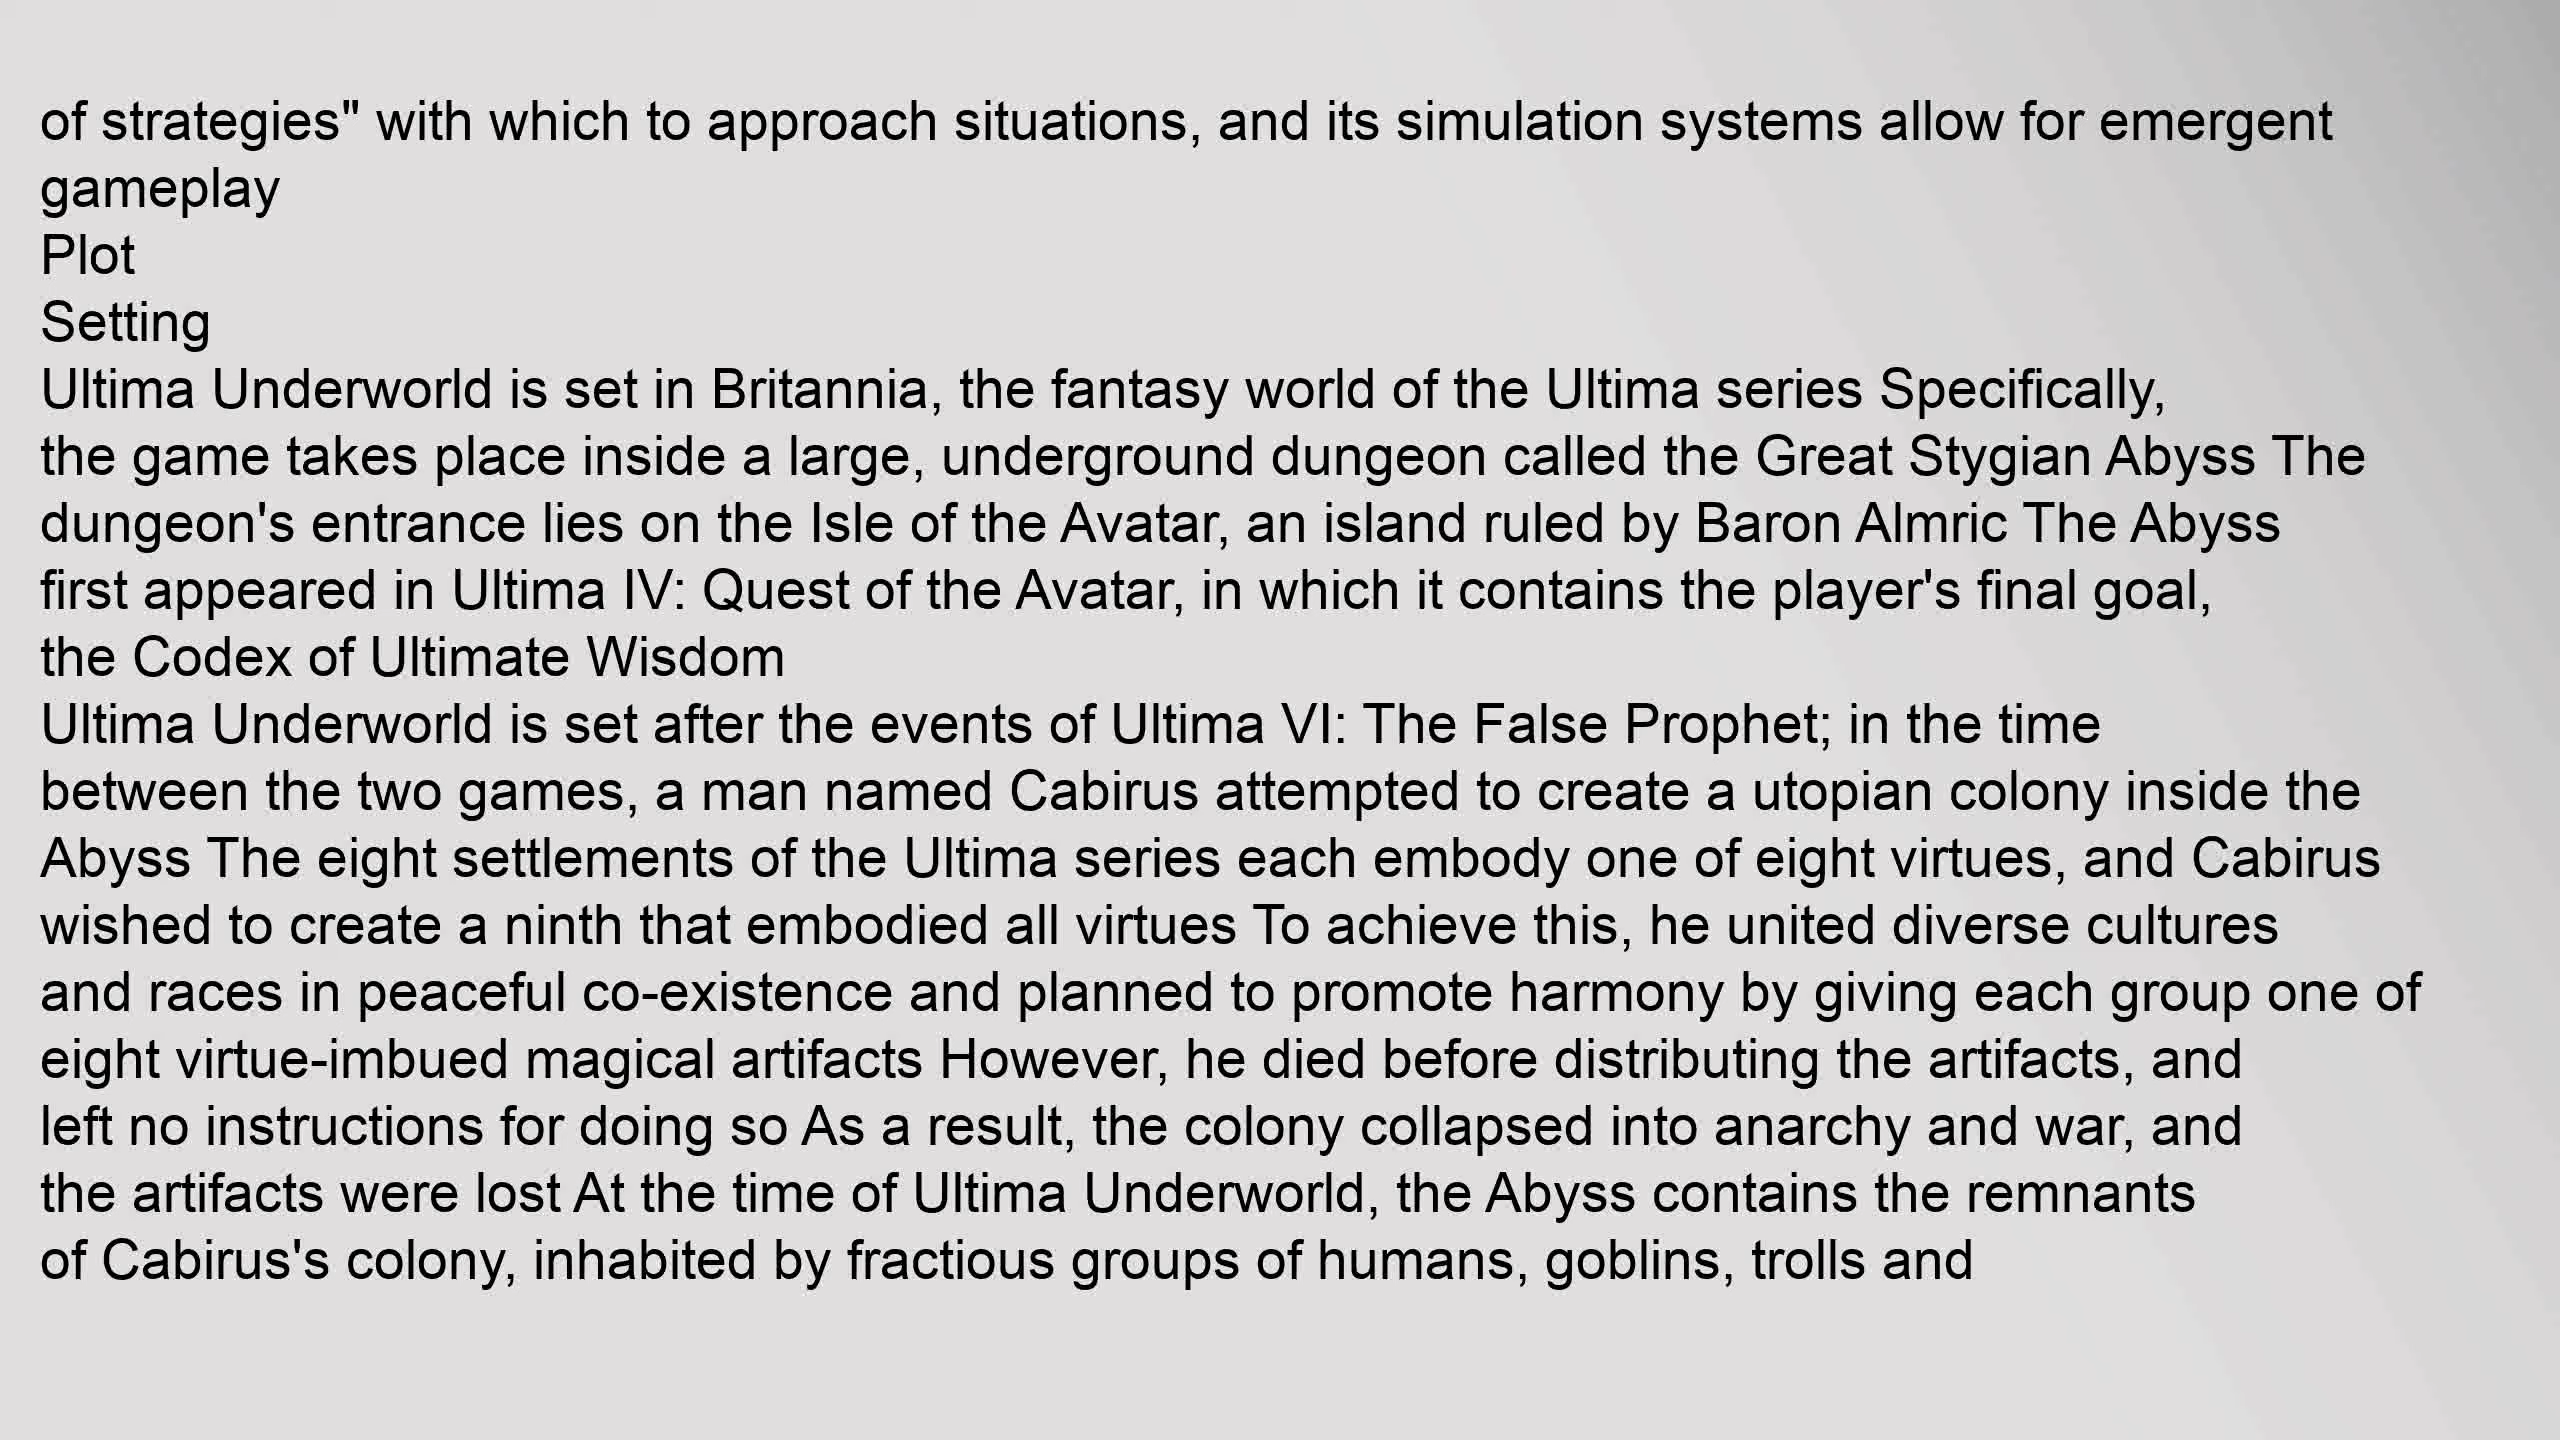 of strategies" with which to approach situations, and its simulation systems allow for emergent
gameplay
Plot
Setting
Ultima Underworld is set in Britannia, the fantasy world of the Ultima series Specifically,
the game takes place inside a large, underground dungeon called the Great Stygian Abyss The
dungeon's entrance lies on the Isle of the Avatar, an island ruled by Baron Almric The Abyss
first appeared in Ultima IV: Quest of the Avatar, in which it contains the player's final goal,
the Codex of Ultimate Wisdom
Ultima Underworld is set after the events of Ultima VI: The False Prophet; in the time
between the two games, a man named Cabirus attempted to create a utopian colony inside the
Abyss The eight settlements of the Ultima series each embody one of eight virtues, and Cabirus
wished to create a ninth that embodied all virtues To achieve this, he united diverse cultures
and races in peaceful co-existence and planned to promote harmony by giving each group one of
eight virtue-imbued magical artifacts However, he died before distributing the artifacts, and
left no instructions for doing so As a result, the colony collapsed into anarchy and war, and
the artifacts were lost At the time of Ultima Underworld, the Abyss contains the remnants
of Cabirus's colony, inhabited by fractious groups of humans, goblins, trolls and